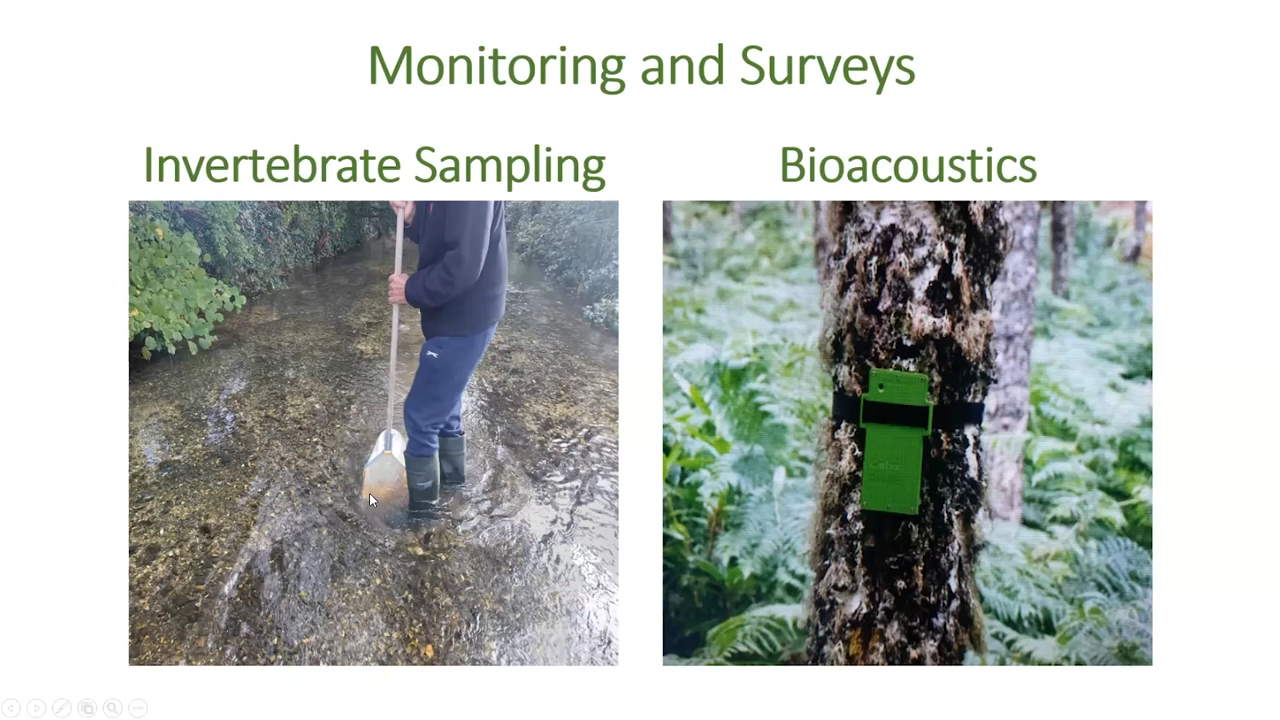 Monitoring and Surveys
Invertebrate Sampling
Bioacoustics